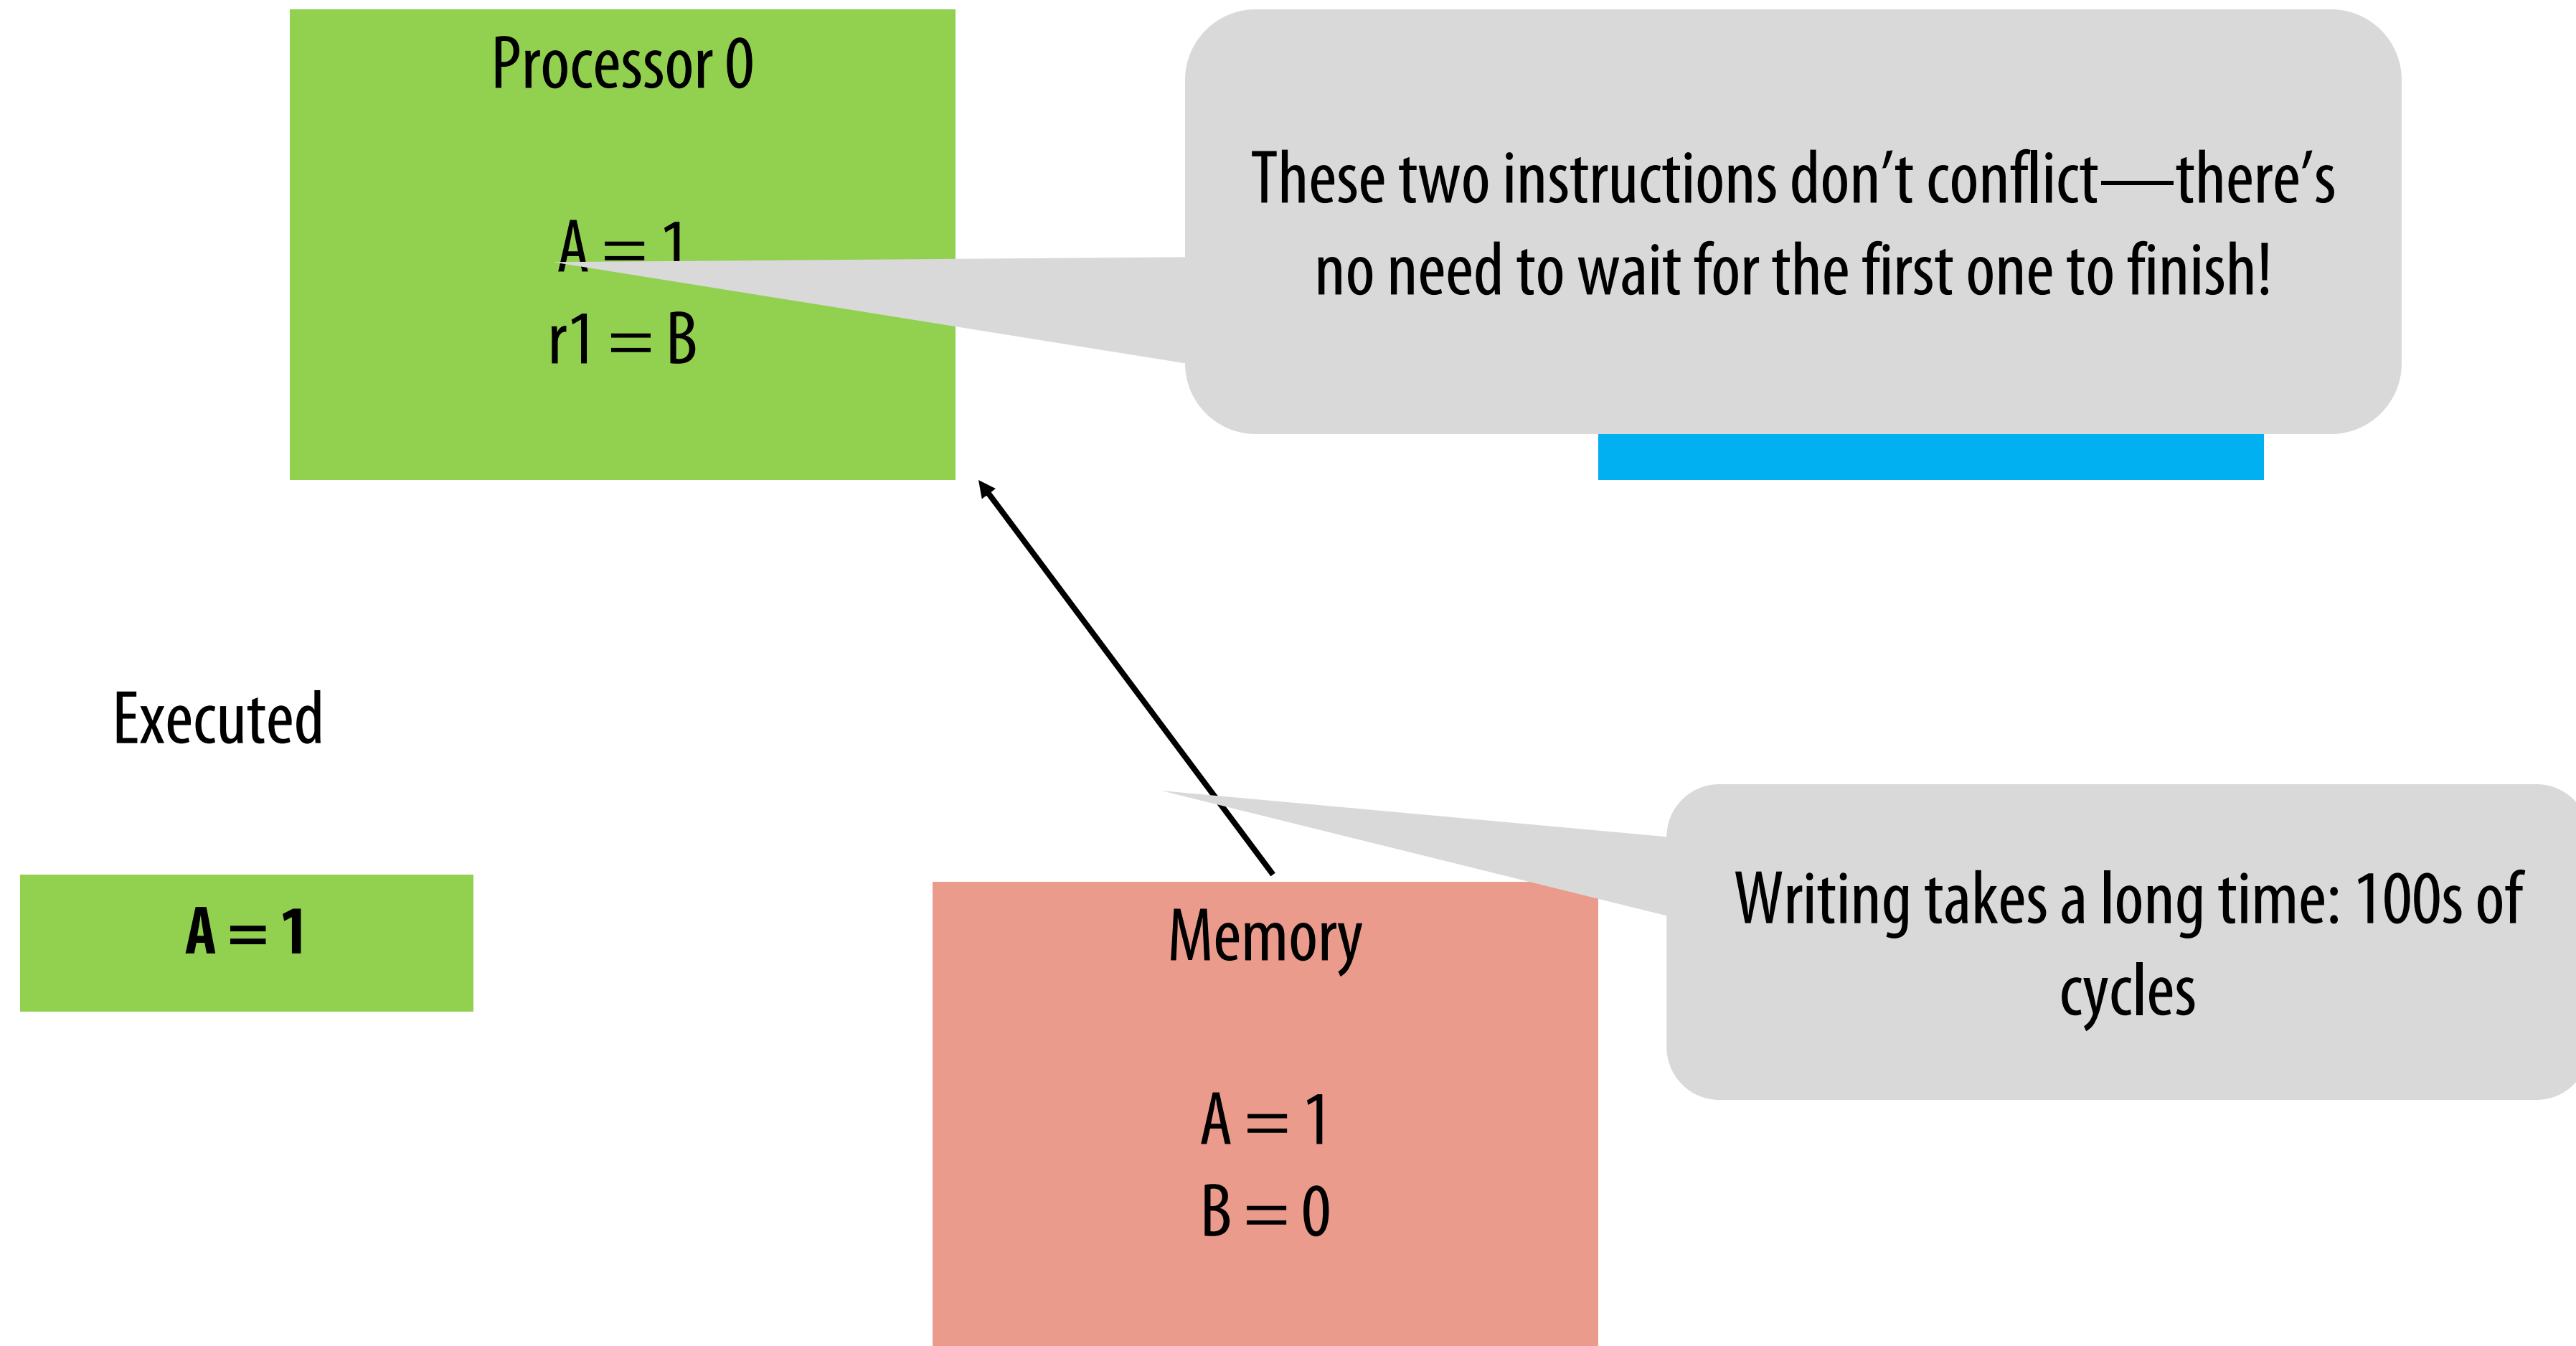 Processor 0
A = 1
r1 = B
These two instructions don’t conflict—there’s
no need to wait for the first one to finish!
Executed
A = 1
Memory
A = 1
B = 0
Writing takes a long time: 100s of
cycles